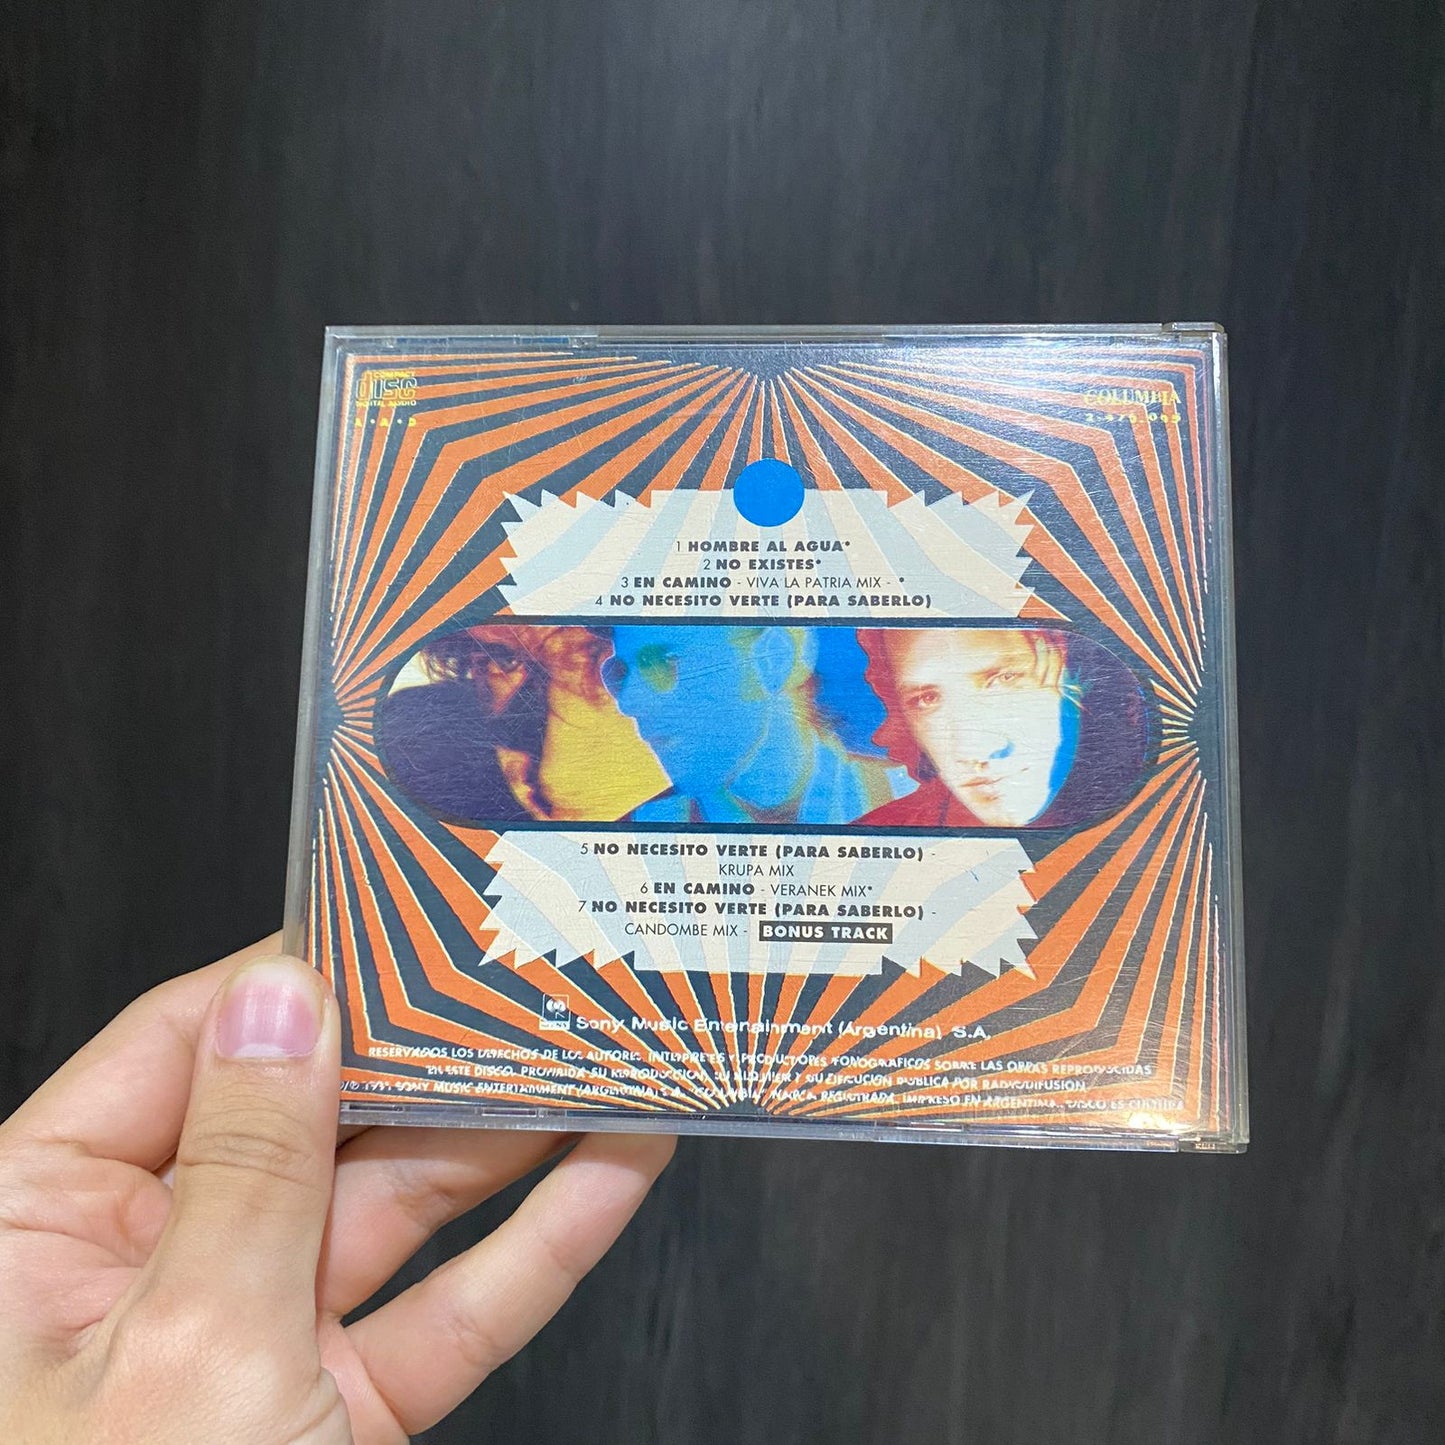 COMPACT
DISC
DIGITAL AUDIO
A·A·D
COLUMBIA
1 HOMBRE AL AGUA*
2 NO EXISTES*
3 EN CAMINO - VIVA LA PATRIA MIX - *
4 NO NECESITO VERTE (PARA SABERLO)
5 NO NECESITO VERTE (PARA SABERLO) -
KRUPA MIX
6 EN CAMINO - VERANEK MIX*
7 NO NECESITO VERTE (PARA SABERLO) -
CANDOMBE MIX - BONUS TRACK
Sony Music Entertainment (Argentina) S.A.
RESERVADOS LOS DERECHOS DE LOS AUTORES, INTERPRETES Y PRODUCTORES FONOGRAFICOS SOBRE LAS OBRAS REPRODUCIDAS
EN ESTE DISCO. PROHIBIDA SU REPRODUCCION, SU ALQUILER Y SU EJECUCION PUBLICA POR RADIODIFUSION
SONY MUSIC ENTERTAINMENT (ARGENTINA) S.A. "COLUMBIA" MARCA REGISTRADA. IMPRESO EN ARGENTINA. DISCO ES CULTURA